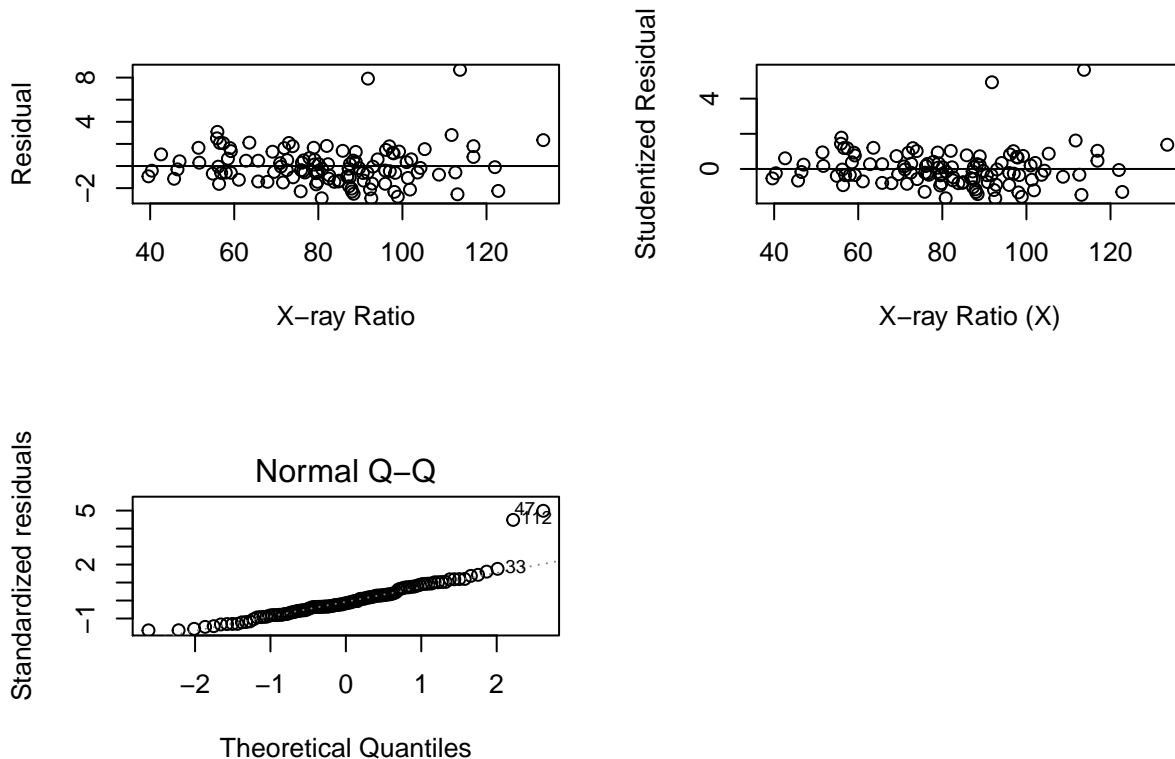 Residual
8
4
−2
40 60 80 100 120
X−ray Ratio
Studentized Residual
4
0
40 60 80 100 120
X−ray Ratio (X)
Normal Q−Q
Standardized residuals
5
2
−1
47
112
33
−2 −1 0 1 2
Theoretical Quantiles